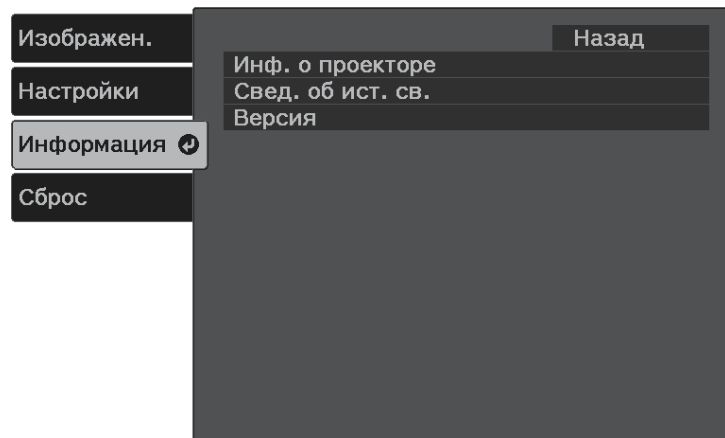 Изображен.
Настройки
Информация
Сброс
Назад
Инф. о проекторе
Свед. об ист. св.
Версия